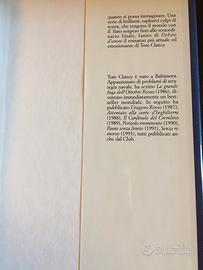 quanto si possa immaginare. Una
serie di brillanti, esplosivi colpi di
scena, che tengono il mondo con
il fiato sospeso fino allo straordi-
nario finale, fanno di Debito
d'onore il romanzo più attuale ed
emozionante di Tom Clancy.
Tom Clancy è nato a Baltimora.
Appassionato di problemi di stra-
tegia navale, ha scritto La grande
fuga dell'Ottobre Rosso (1986), di-
ventato immediatamente un best-
seller mondiale. In seguito ha
pubblicato Uragano Rosso (1987),
Attentato alla corte d'Inghilterra
(1988), Il Cardinale del Cremlino
(1989), Pericolo imminente (1990),
Paura senza limite (1991), Senza ri-
morso (1993), tutti pubblicati an-
che dal Club.
subito